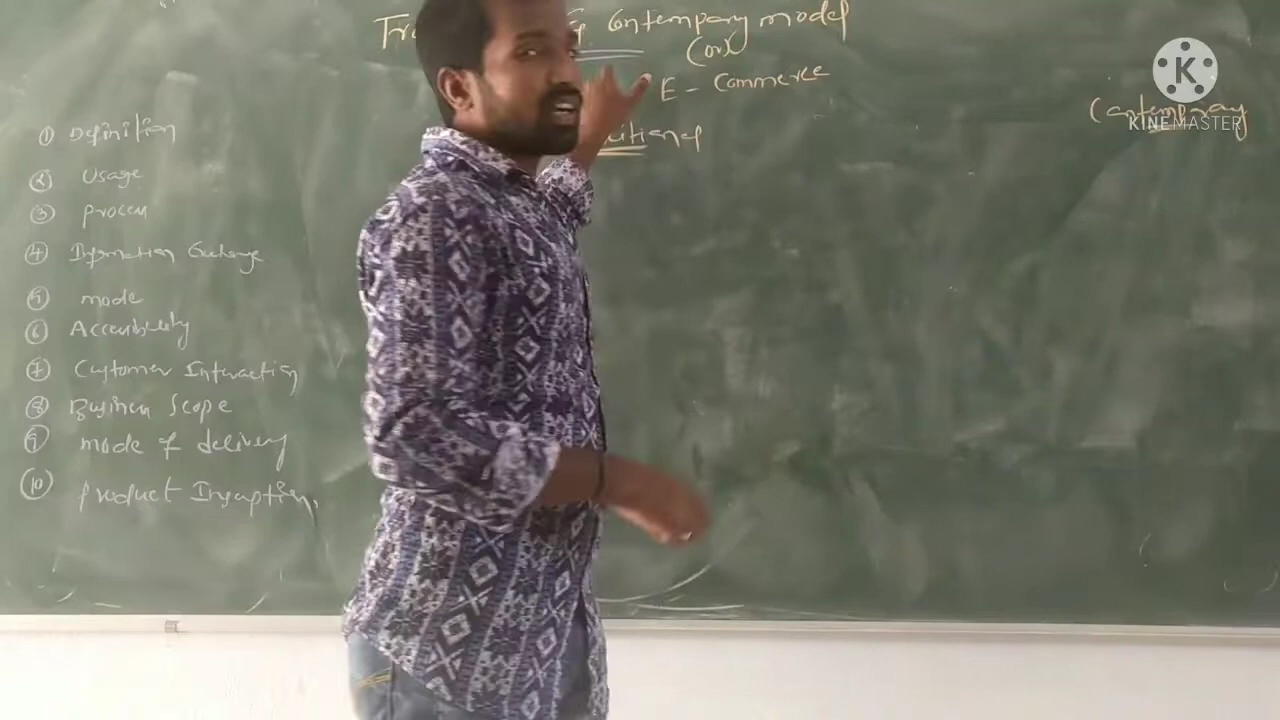 Contempary model
(or)
E - Commerce
Contemprary
KINEMASTER
① Definition
② Usage
③ process
④ Information Exchange
⑤ mode
⑥ Accessibility
⑦ Customer Interaction
⑧ Business Scope
⑨ mode of delivery
⑩ product Inspection